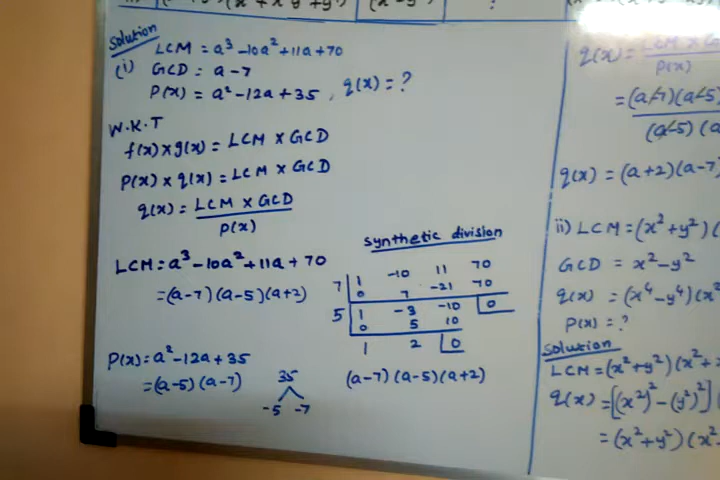 Solution
LCM = a³ - 10a² + 11a + 70
(i) GCD = a - 7
P(x) = a² - 12a + 35, q(x) = ?
W.K.T
f(x) x g(x) = LCM x GCD
P(x) x q(x) = LCM x GCD
q(x) = LCM x GCD
P(x)
LCM = a³ - 10a² + 11a + 70
= (a-7)(a-5)(a+2)
P(x) = a² - 12a + 35
= (a-5)(a-7)
35
-5 -7
synthetic division
7 | 1 -10 11 70
0 7 -21 70
5 | 1 -3 -10 0
0 5 10
1 2 0
(a-7)(a-5)(a+2)
q(x) = LCM x
P(x)
= (a-7)(a-5)
(a-5)(a
q(x) = (a+2)(a-7
ii) LCM = (x²+y²)(
GCD = x² - y²
q(x) = (x⁴ - y⁴)(x²
P(x) = ?
Solution
LCM = (x²+y²)(x²+
q(x) = [(x²)² - (y²)²](
= (x²+y²)(x²-